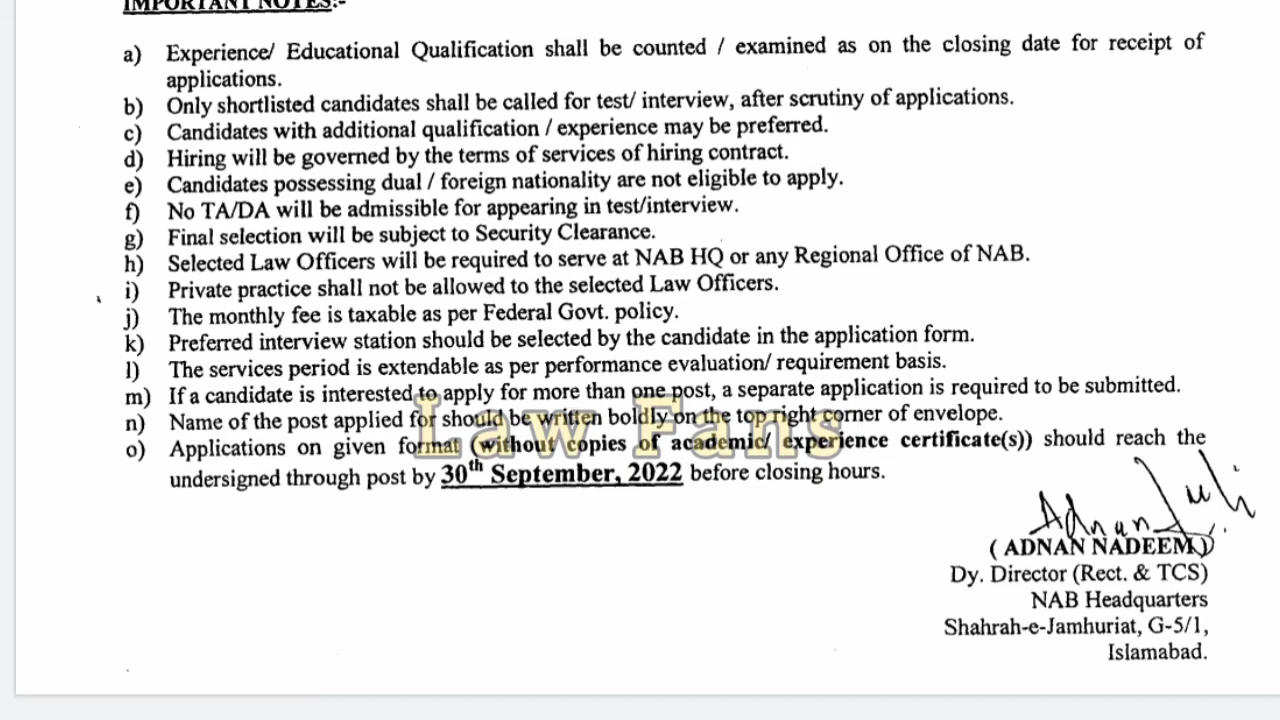 IMPORTANT NOTES:-
a) Experience/ Educational Qualification shall be counted / examined as on the closing date for receipt of
applications.
b) Only shortlisted candidates shall be called for test/ interview, after scrutiny of applications.
c) Candidates with additional qualification / experience may be preferred.
d) Hiring will be governed by the terms of services of hiring contract.
e) Candidates possessing dual / foreign nationality are not eligible to apply.
f) No TA/DA will be admissible for appearing in test/interview.
g) Final selection will be subject to Security Clearance.
h) Selected Law Officers will be required to serve at NAB HQ or any Regional Office of NAB.
i) Private practice shall not be allowed to the selected Law Officers.
j) The monthly fee is taxable as per Federal Govt. policy.
k) Preferred interview station should be selected by the candidate in the application form.
l) The services period is extendable as per performance evaluation/ requirement basis.
m) If a candidate is interested to apply for more than one post, a separate application is required to be submitted.
n) Name of the post applied for should be written boldly on the top right corner of envelope.
Law Fans
o) Applications on given format (without copies of academic/ experience certificate(s)) should reach the
undersigned through post by 30th September, 2022 before closing hours.
Adnan
( ADNAN NADEEM )
Dy. Director (Rect. & TCS)
NAB Headquarters
Shahrah-e-Jamhuriat, G-5/1,
Islamabad.